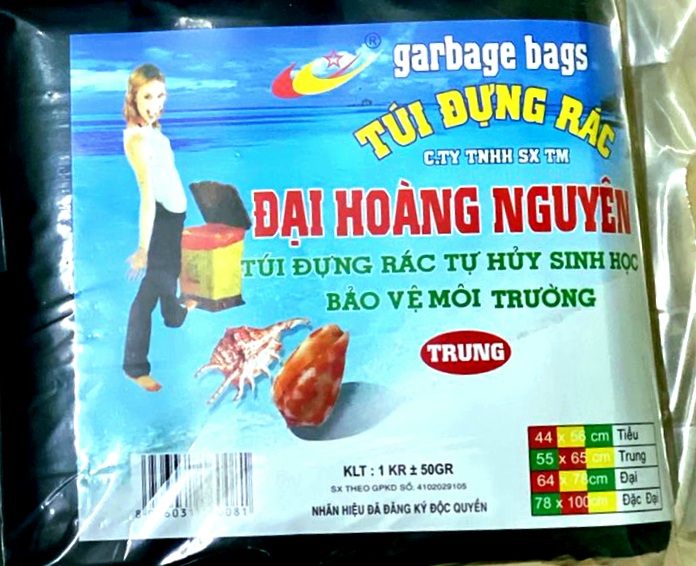 ®
garbage bags
TÚI ĐỰNG RÁC
C.TY TNHH SX TM
ĐẠI HOÀNG NGUYÊN
TÚI ĐỰNG RÁC TỰ HỦY SINH HỌC
BẢO VỆ MÔI TRƯỜNG
TRUNG
44 x 56 cm Tiểu
55 x 65 cm Trung
64 x 78cm Đại
78 x 100cm Đặc Đại
KLT : 1 KR ± 50GR
SX THEO GPKD SỐ. 4102029105
NHÃN HIỆU ĐÃ ĐĂNG KÝ ĐỘC QUYỀN